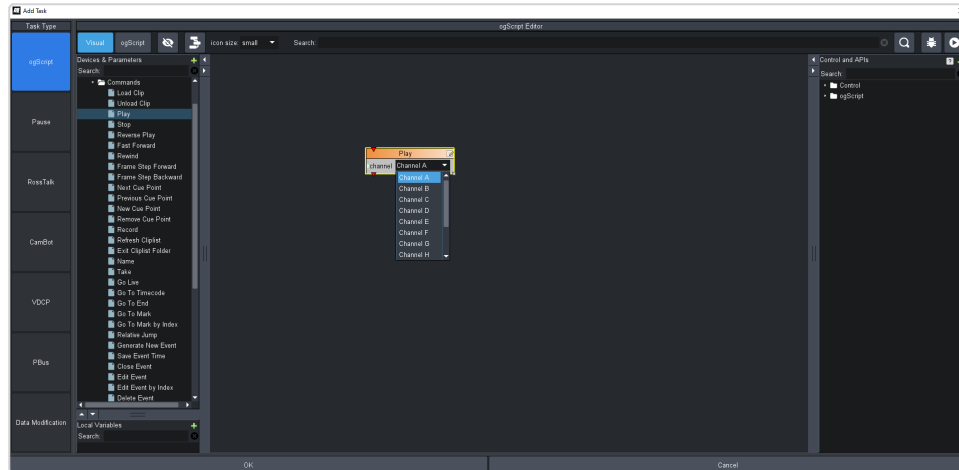 Add Task
Task Type
ogScript Editor
ogScript
Pause
RossTalk
CamBot
VDCP
PBus
Data Modification
Visual
ogScript
icon size: small
Search:
Devices & Parameters
Search:
Commands
Load Clip
Unload Clip
Play
Stop
Reverse Play
Fast Forward
Rewind
Frame Step Forward
Frame Step Backward
Next Cue Point
Previous Cue Point
New Cue Point
Remove Cue Point
Record
Refresh Cliplist
Exit Cliplist Folder
Name
Take
Go Live
Go To Timecode
Go To End
Go To Mark
Go To Mark by Index
Relative Jump
Generate New Event
Save Event Time
Close Event
Edit Event
Edit Event by Index
Delete Event
Local Variables
Search:
Play
channel Channel A
Channel A
Channel B
Channel C
Channel D
Channel E
Channel F
Channel G
Channel H
Control and APIs
Search:
Control
ogScript
OK
Cancel